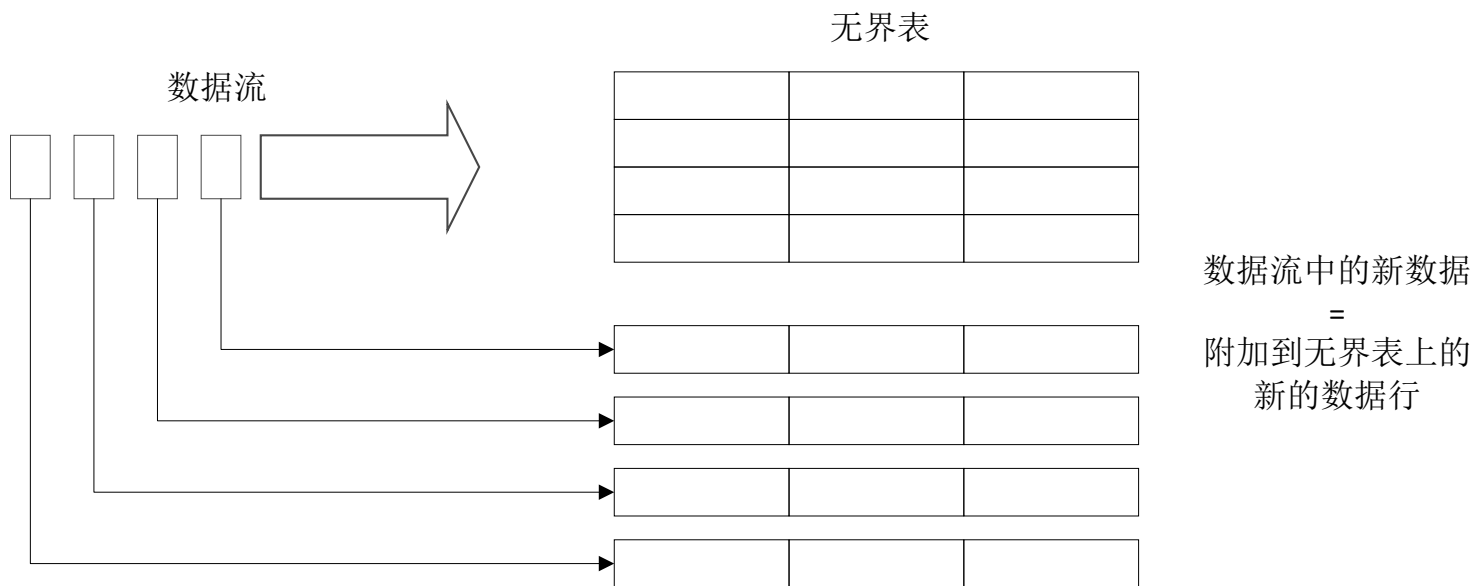 无界表
数据流
数据流中的新数据
=
附加到无界表上的
新的数据行